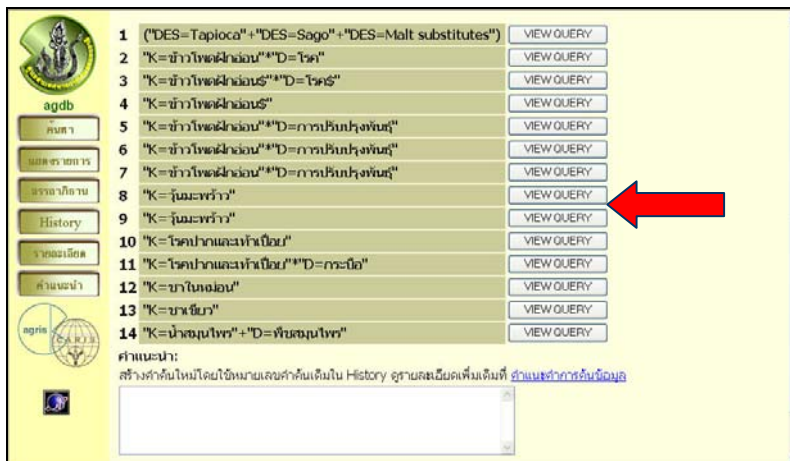 agdb
ค้นหา
แสดงรายการ
บรรณาธิการ
History
รายละเอียด
คำแนะนำ
agris
CARIS
1 ("DES=Tapioca"+"DES=Sago"+"DES=Malt substitutes") VIEW QUERY
2 "K=ข้าวโพดฝักอ่อน"*"D=โรค" VIEW QUERY
3 "K=ข้าวโพดฝักอ่อน$"*"D=โรค$" VIEW QUERY
4 "K=ข้าวโพดฝักอ่อน$" VIEW QUERY
5 "K=ข้าวโพดฝักอ่อน"*"D=การปรับปรุงพันธุ์" VIEW QUERY
6 "K=ข้าวโพดฝักอ่อน"*"D=การปรับปรุงพันธุ์" VIEW QUERY
7 "K=ข้าวโพดฝักอ่อน"*"D=การปรับปรุงพันธุ์" VIEW QUERY
8 "K=วุ้นมะพร้าว" VIEW QUERY
9 "K=วุ้นมะพร้าว" VIEW QUERY
10 "K=โรคปากและเท้าเปื่อย" VIEW QUERY
11 "K=โรคปากและเท้าเปื่อย"*"D=กระบือ" VIEW QUERY
12 "K=ชาใบหม่อน" VIEW QUERY
13 "K=ชาเขียว" VIEW QUERY
14 "K=น้ำสมุนไพร"+"D=พืชสมุนไพร" VIEW QUERY
คำแนะนำ:
สร้างคำค้นใหม่โดยใช้หมายเลขคำค้นเดิมใน History ดูรายละเอียดเพิ่มเติมที่ คำแนะคำการค้นข้อมูล